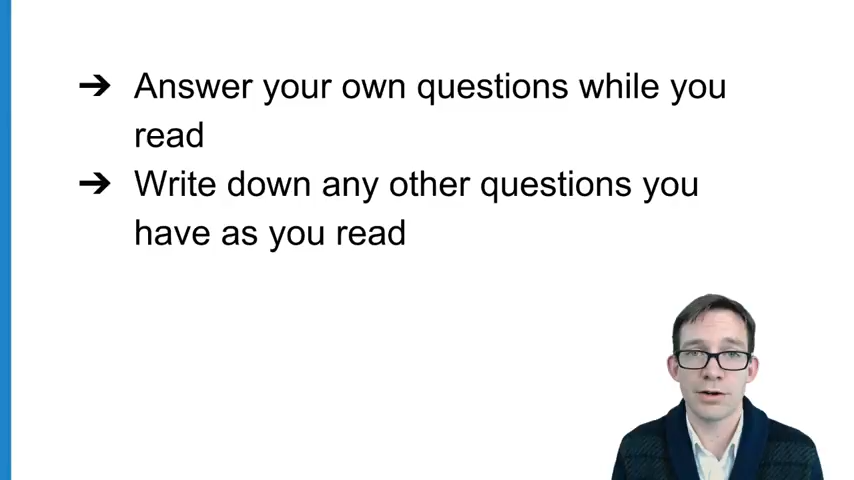 ➔ Answer your own questions while you
read
➔ Write down any other questions you
have as you read